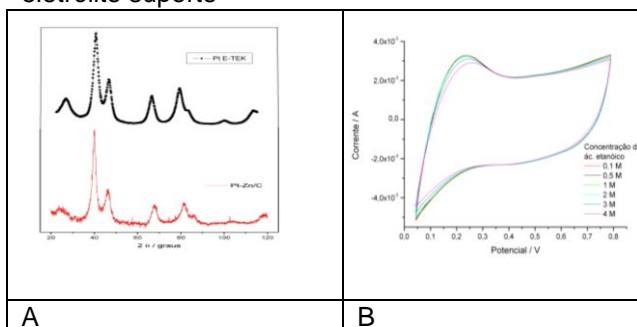 eletrólito suporte
Pt E-TEK
Pt-Zn/C
20 40 60 80 100 120
2 θ / graus
Corrente / A
4,0x10⁻³
2,0x10⁻³
0,0
-2,0x10⁻³
-4,0x10⁻³
Concentração d
ác. etanóico
0,1 M
0,5 M
1 M
2 M
3 M
4 M
0,0 0,1 0,2 0,3 0,4 0,5 0,6 0,7 0,8
Potencial / V
A
B